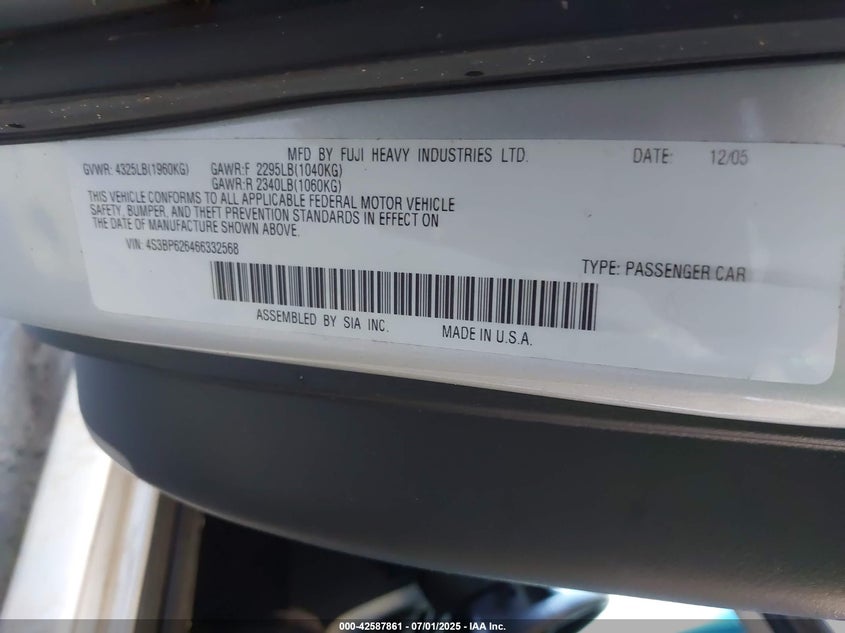 MFD BY FUJI HEAVY INDUSTRIES LTD. DATE: 12/05
GVWR: 4325LB(1960KG) GAWR:F 2295LB(1040KG)
GAWR:R 2340LB(1060KG)
THIS VEHICLE CONFORMS TO ALL APPLICABLE FEDERAL MOTOR VEHICLE
SAFETY, BUMPER, AND THEFT PREVENTION STANDARDS IN EFFECT ON
THE DATE OF MANUFACTURE SHOWN ABOVE.
VIN: 4S3BP626466332568
TYPE: PASSENGER CAR
ASSEMBLED BY SIA INC. MADE IN U.S.A.
000-42587861 - 07/01/2025 - IAA Inc.